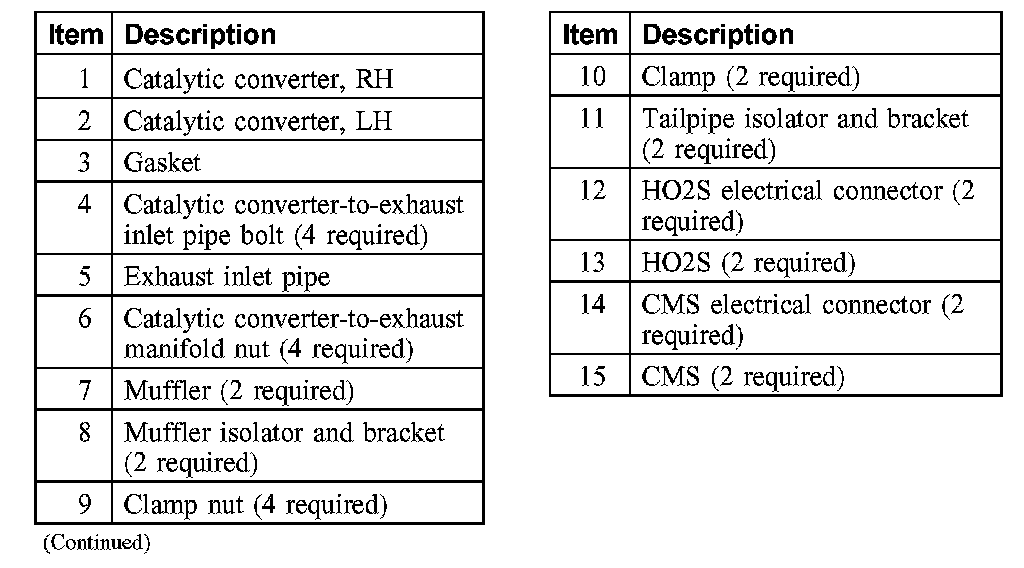 Item Description
1 Catalytic converter, RH
2 Catalytic converter, LH
3 Gasket
4 Catalytic converter-to-exhaust
inlet pipe bolt (4 required)
5 Exhaust inlet pipe
6 Catalytic converter-to-exhaust
manifold nut (4 required)
7 Muffler (2 required)
8 Muffler isolator and bracket
(2 required)
9 Clamp nut (4 required)
(Continued)
Item Description
10 Clamp (2 required)
11 Tailpipe isolator and bracket
(2 required)
12 HO2S electrical connector (2
required)
13 HO2S (2 required)
14 CMS electrical connector (2
required)
15 CMS (2 required)